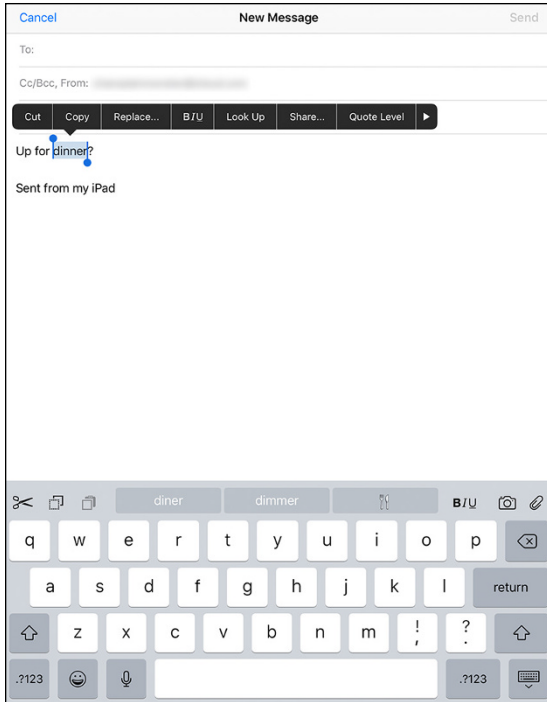 Cancel New Message Send
To:
Cc/Bcc, From:
Cut Copy Replace... BIU Look Up Share... Quote Level
Up for dinner?
Sent from my iPad
diner dimmer BIU
q w e r t y u i o p
a s d f g h j k l return
z x c v b n m ! , ? .
.?123 .?123